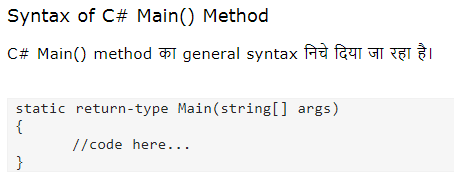 Syntax of C# Main() Method
C# Main() method का general syntax निचे दिया जा रहा है।
static return-type Main(string[] args)
{
//code here...
}